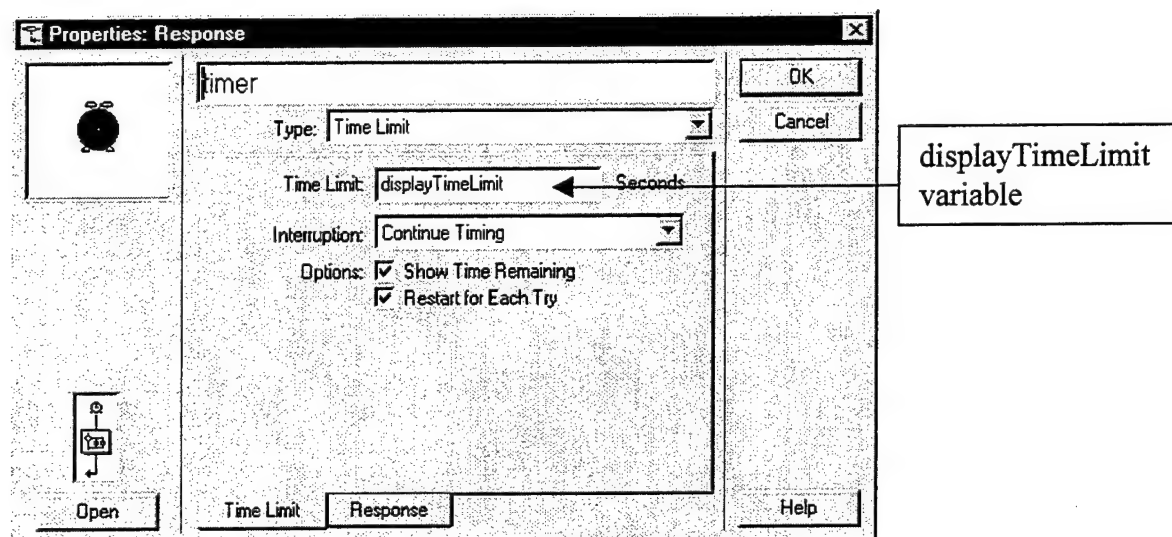 Properties: Response
timer
OK
Type: Time Limit
Cancel
Time Limit: displayTimeLimit Seconds
displayTimeLimit
variable
Interruption: Continue Timing
Options: Show Time Remaining
Restart for Each Try
Open
Time Limit
Response
Help